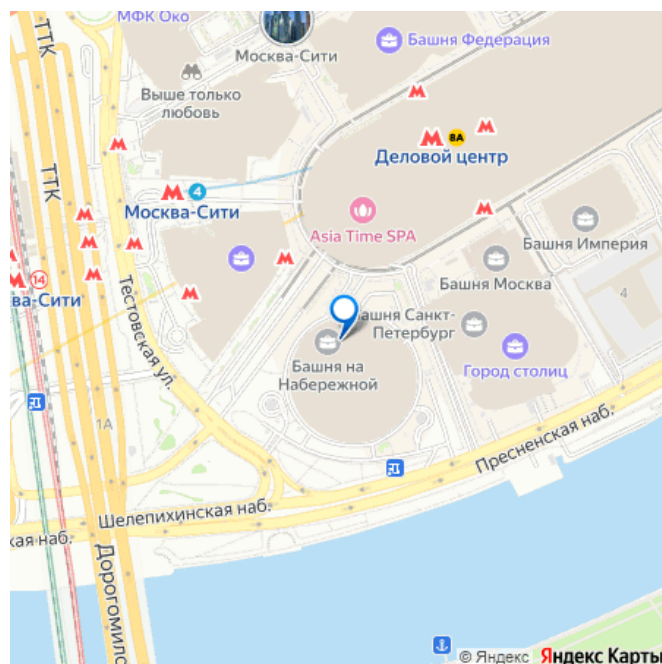 МФК Око
ТТК
Москва-Сити
Башня Федерация
Выше только
любовь
8А
Деловой центр
ТТК
4
Москва-Сити
Asia Time SPA
Башня Империя
Башня Москва
14
ва-Сити
4
Тестовская ул.
Башня Санкт-
Петербург
Башня на
Набережной
Город столиц
1А
Пресненская наб.
Шелепихинская наб.
кая наб.
Дорогомило
© Яндекс Яндекс Карты